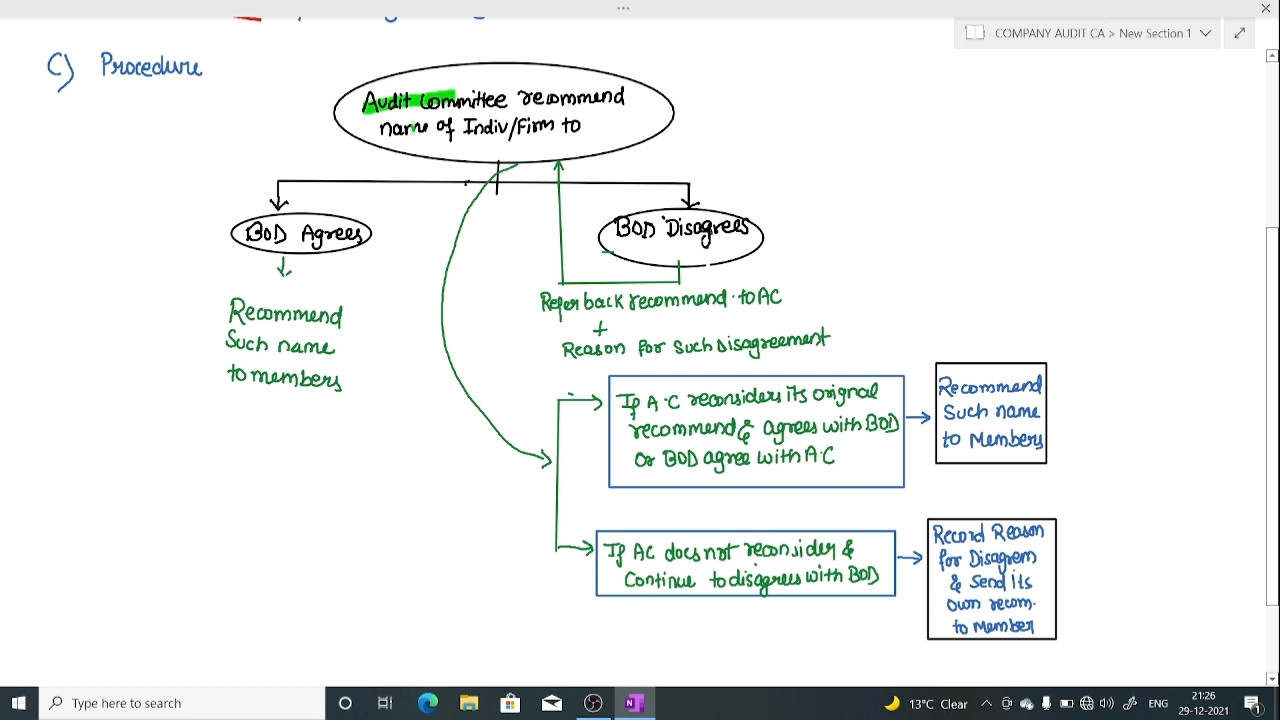 COMPANY AUDIT CA > New Section 1
C) Procedure
Audit Committee recommend
name of Indiv/Firm to
BOD Agrees
BOD Disagrees
Recommend
Such name
to members
Refer back recommend. to AC
+
Reason for such Disagreement
If A.C reconsiders its orignal
recommend & agrees with BOD
or BOD agree with A.C
Recommend
Such name
to Members
If AC does not reconsider &
Continue to disagrees with BOD
Record Reason
for Disagrem
& Send its
own recom.
to Member
Type here to search
13°C Clear
ENG
21:26
29-12-2021